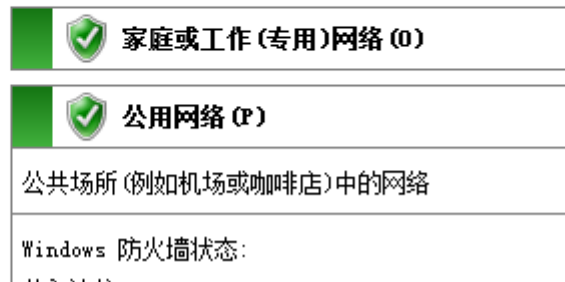 家庭或工作(专用)网络(O)
公用网络(P)
公共场所(例如机场或咖啡店)中的网络
Windows 防火墙状态: